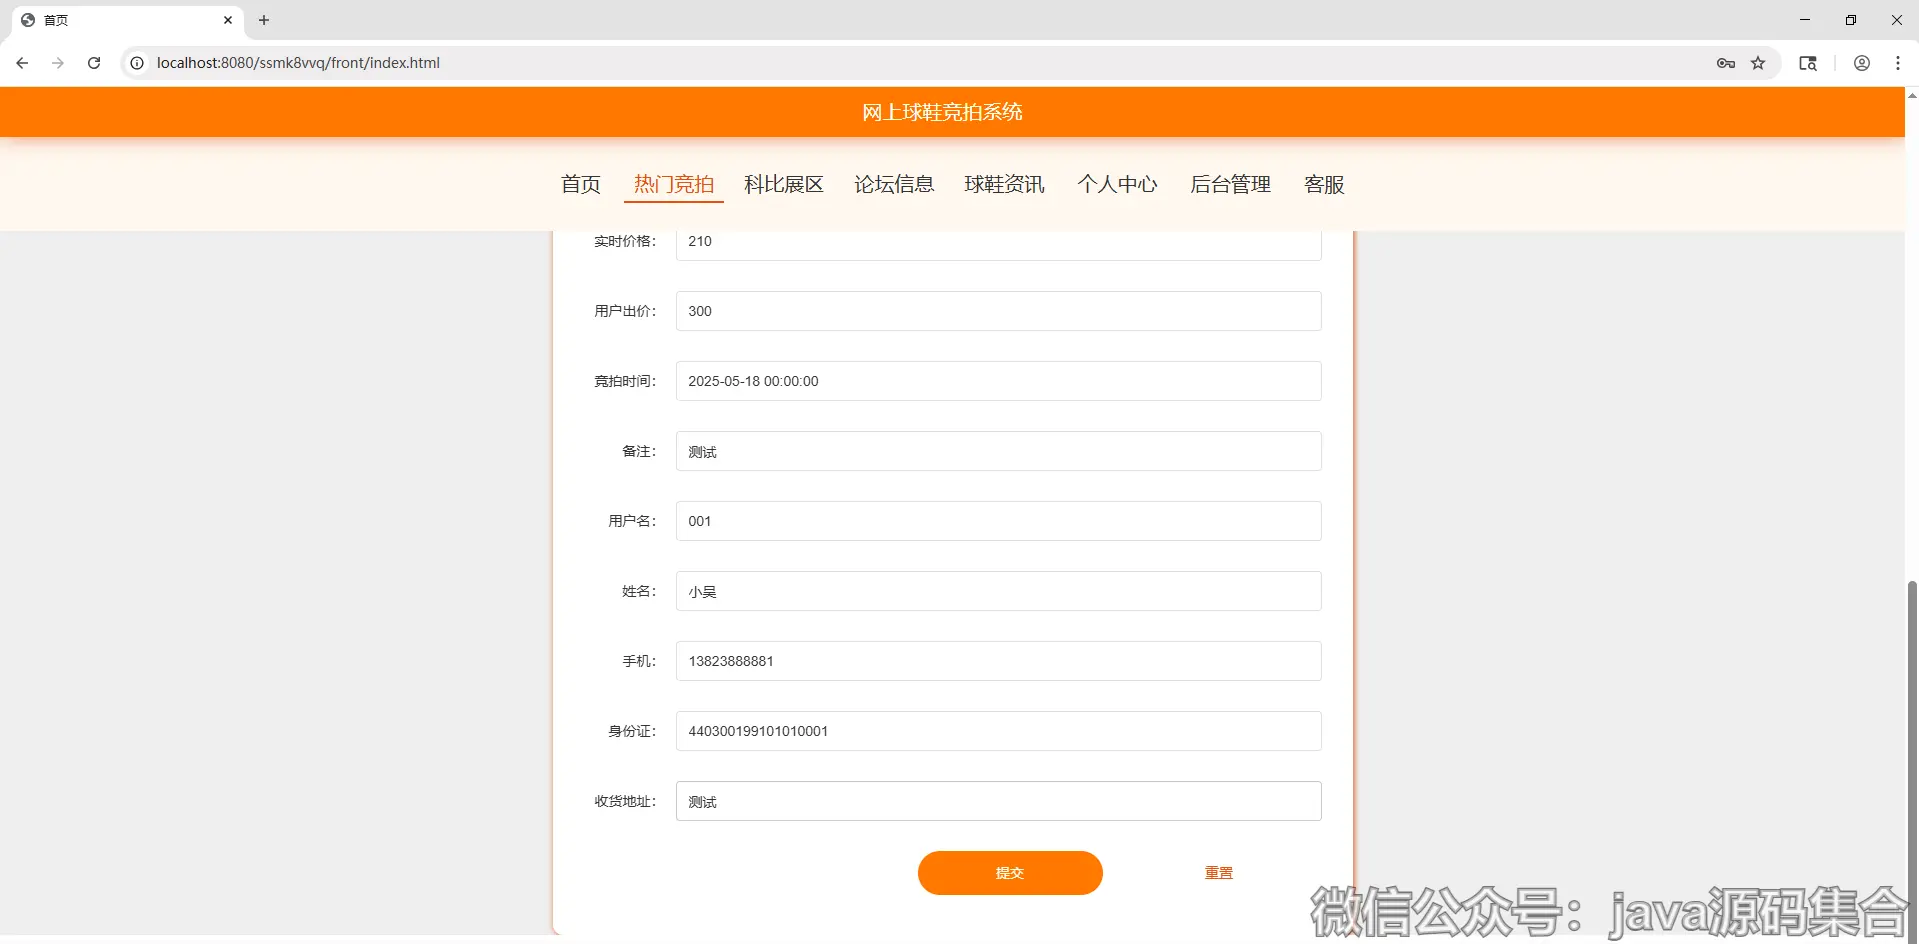 首页
localhost:8080/ssmk8vvq/front/index.html
网上球鞋竞拍系统
首页 热门竞拍 科比展区 论坛信息 球鞋资讯 个人中心 后台管理 客服
实时价格： 210
用户出价： 300
竞拍时间： 2025-05-18 00:00:00
备注： 测试
用户名： 001
姓名： 小吴
手机： 13823888881
身份证： 440300199101010001
收货地址： 测试
提交 重置
微信公众号：java源码集合